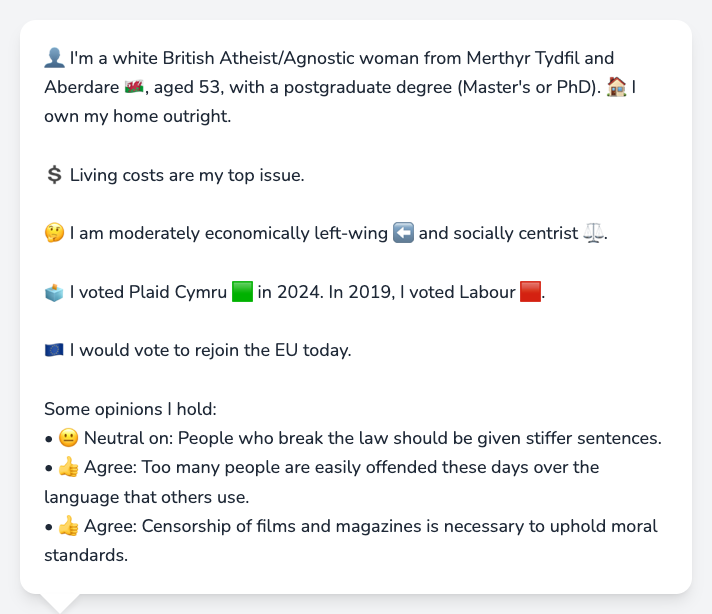 👤 I'm a white British Atheist/Agnostic woman from Merthyr Tydfil and
Aberdare 🏴󠁧󠁢󠁷󠁬󠁳󠁿, aged 53, with a postgraduate degree (Master's or PhD). 🏠 I
own my home outright.
💲 Living costs are my top issue.
🤔 I am moderately economically left-wing ⬅️ and socially centrist ⚖️.
🗳️ I voted Plaid Cymru 🟩 in 2024. In 2019, I voted Labour 🟥.
🇪🇺 I would vote to rejoin the EU today.
Some opinions I hold:
• 😐 Neutral on: People who break the law should be given stiffer sentences.
• 👍 Agree: Too many people are easily offended these days over the
language that others use.
• 👍 Agree: Censorship of films and magazines is necessary to uphold moral
standards.